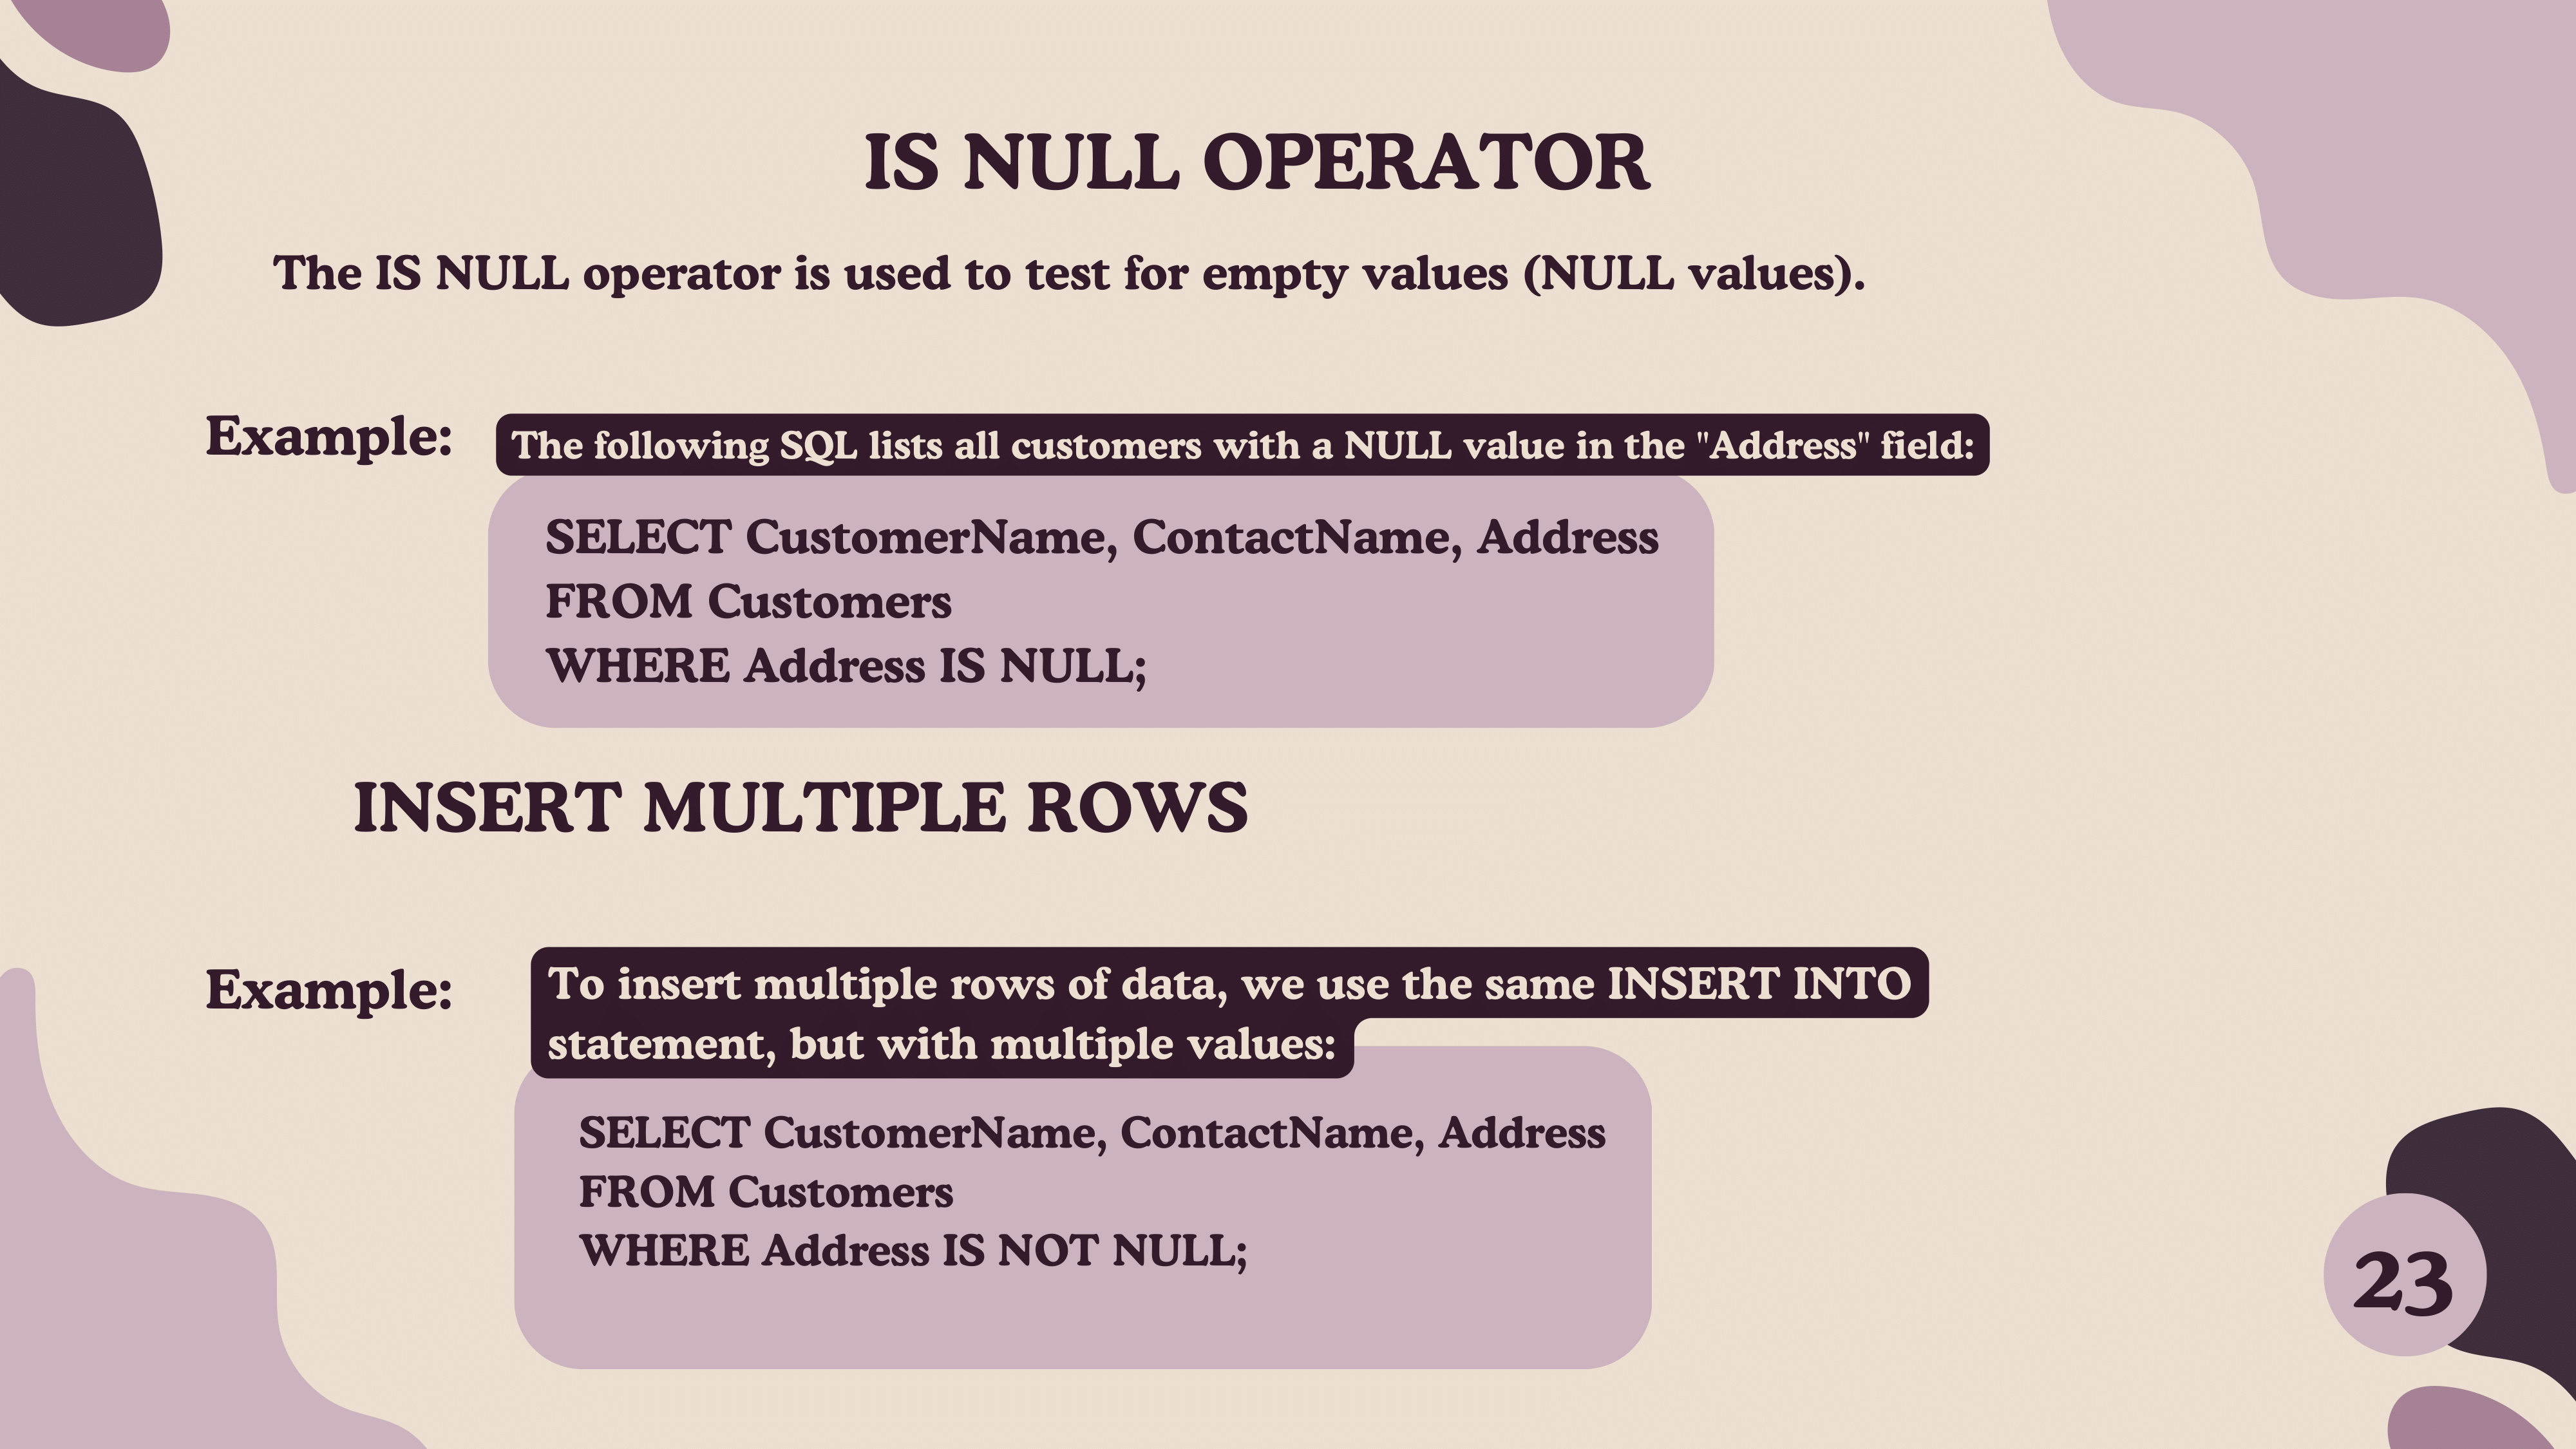 IS NULL OPERATOR
The IS NULL operator is used to test for empty values (NULL values).
Example:
The following SQL lists all customers with a NULL value in the "Address" field:
SELECT CustomerName, ContactName, Address
FROM Customers
WHERE Address IS NULL;
INSERT MULTIPLE ROWS
Example:
To insert multiple rows of data, we use the same INSERT INTO
statement, but with multiple values:
SELECT CustomerName, ContactName, Address
FROM Customers
WHERE Address IS NOT NULL;
23